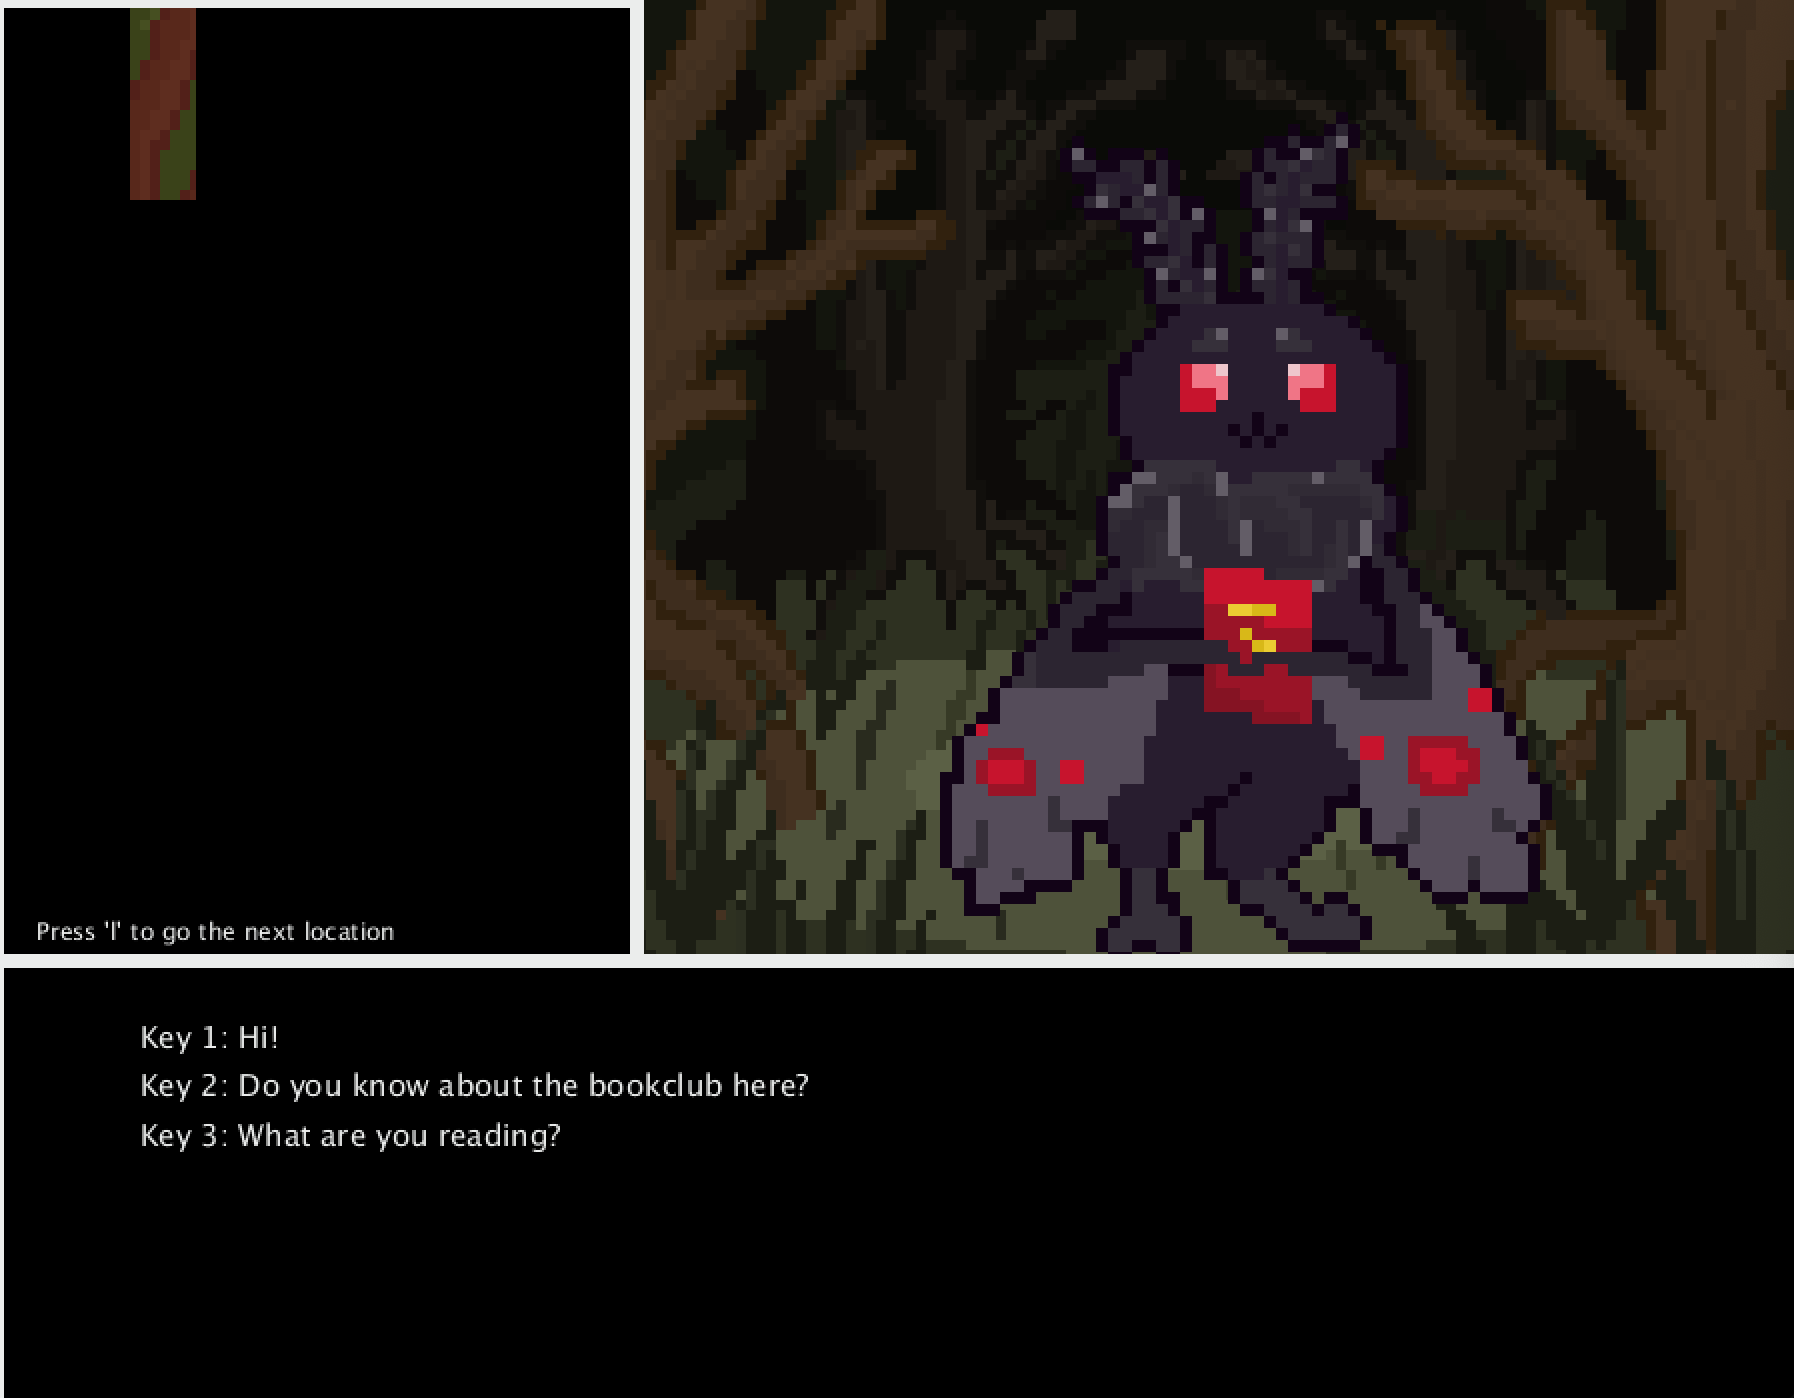 Press 'l' to go the next location
Key 1: Hi!
Key 2: Do you know about the bookclub here?
Key 3: What are you reading?